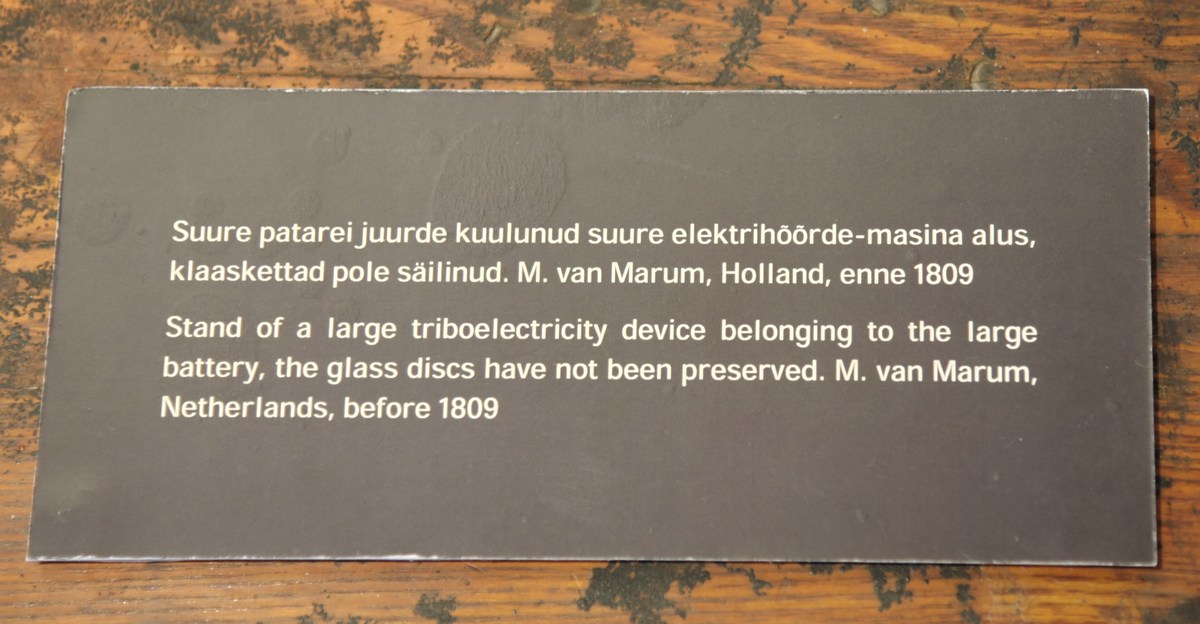 Suure patarei juurde kuulunud suure elektrihõõrde-masina alus,
klaaskettad pole säilinud. M. van Marum, Holland, enne 1809
Stand of a large triboelectricity device belonging to the large
battery, the glass discs have not been preserved. M. van Marum,
Netherlands, before 1809